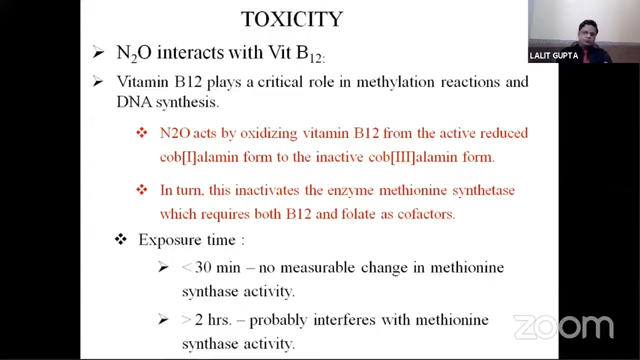 TOXICITY
LALIT GUPTA
➢ N₂O interacts with Vit B₁₂:
➢ Vitamin B12 plays a critical role in methylation reactions and
DNA synthesis.
❖ N2O acts by oxidizing vitamin B12 from the active reduced
cob[I]alamin form to the inactive cob[III]alamin form.
❖ In turn, this inactivates the enzyme methionine synthetase
which requires both B12 and folate as cofactors.
❖ Exposure time :
➢ < 30 min – no measurable change in methionine
synthase activity.
➢ > 2 hrs. – probably interferes with methionine
synthase activity.
zoom